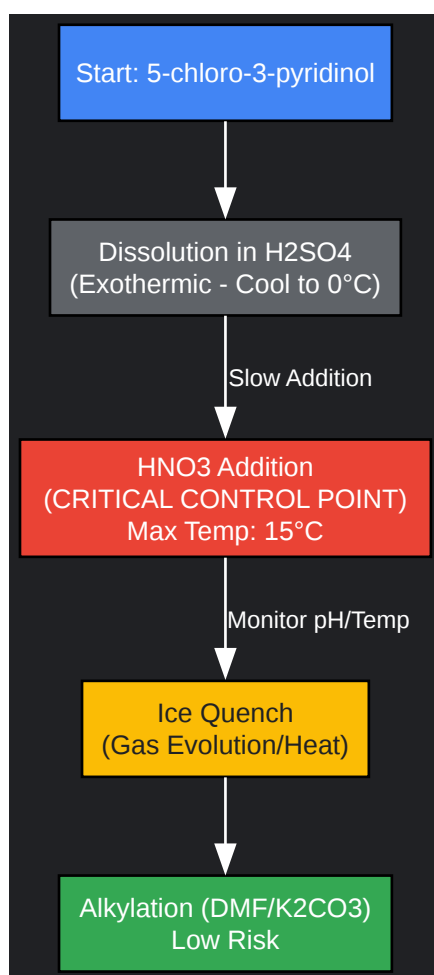 Start: 5-chloro-3-pyridinol
Dissolution in H2SO4
(Exothermic - Cool to 0°C)
Slow Addition
HNO3 Addition
(CRITICAL CONTROL POINT)
Max Temp: 15°C
Monitor pH/Temp
Ice Quench
(Gas Evolution/Heat)
Alkylation (DMF/K2CO3)
Low Risk